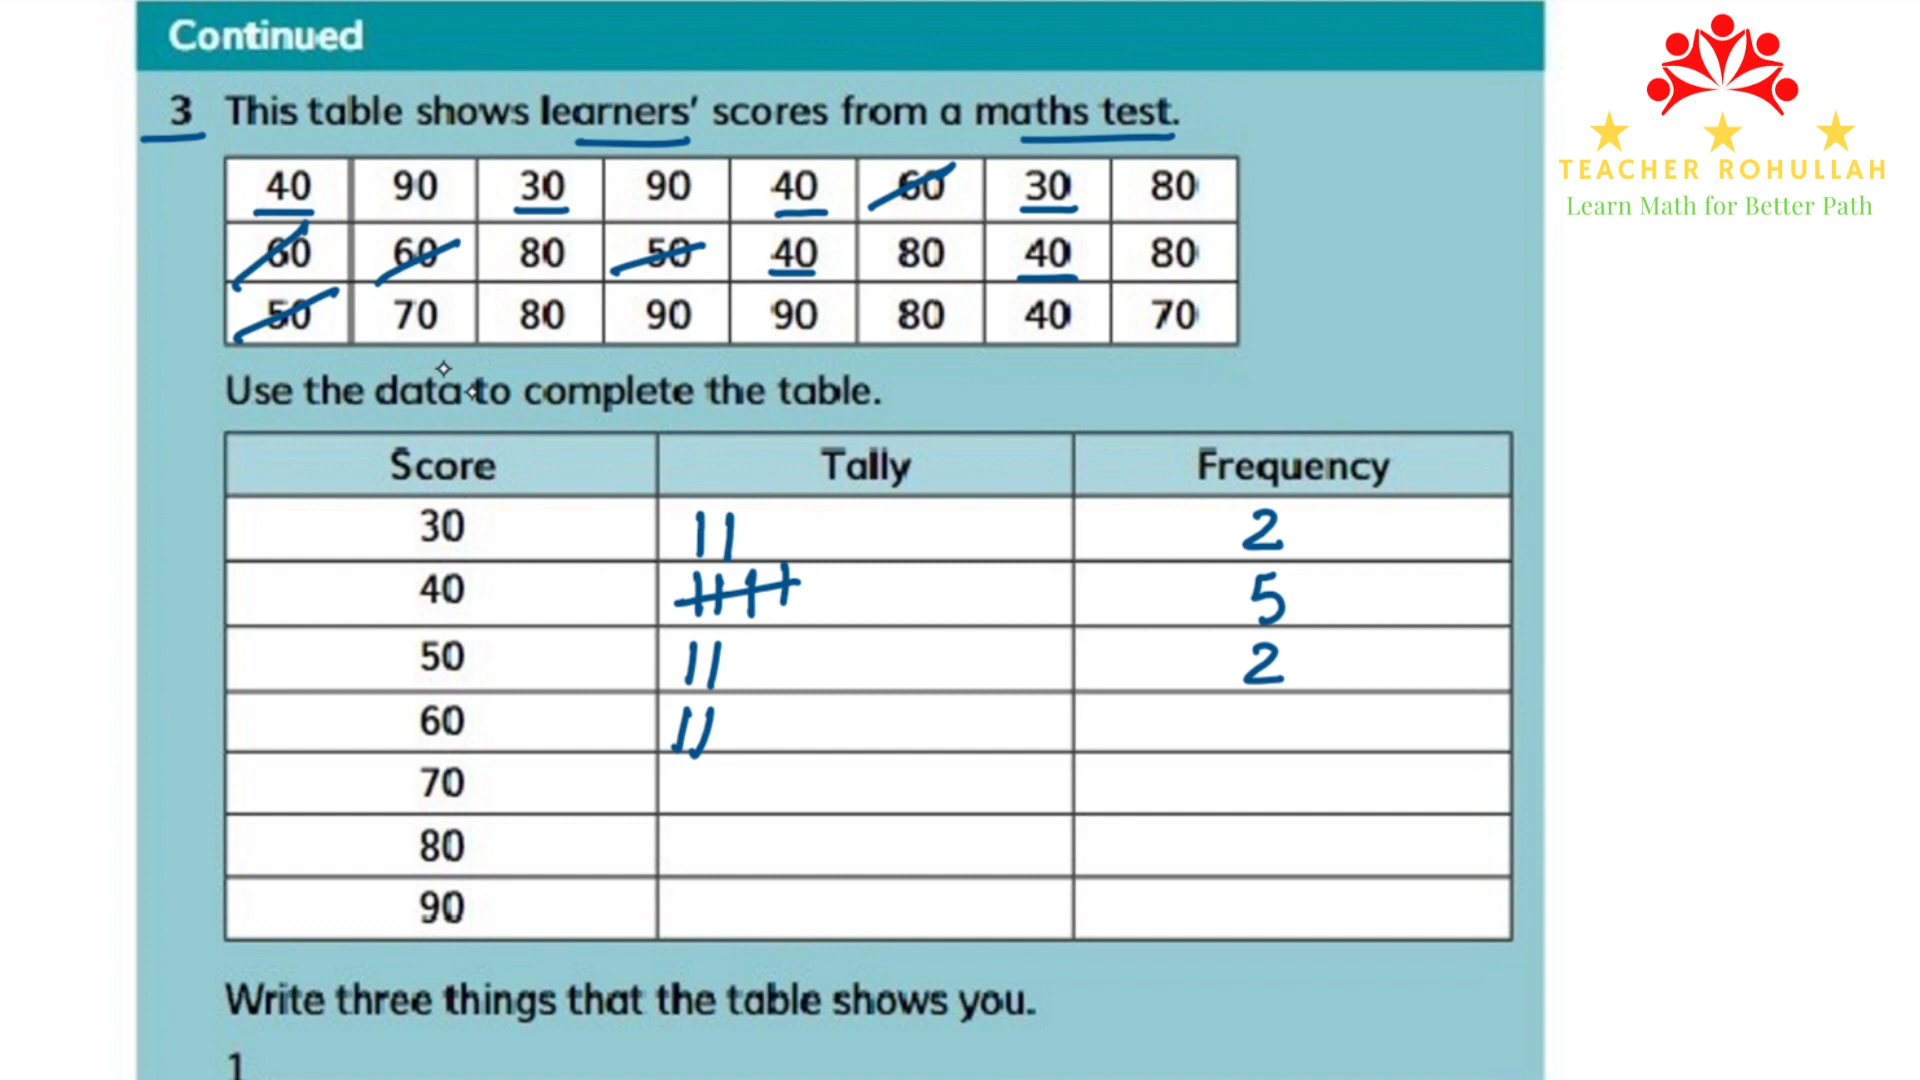 Continued
3 This table shows learners' scores from a maths test.
40 90 30 90 40 60 30 80
60 60 80 50 40 80 40 80
50 70 80 90 90 80 40 70
Use the data to complete the table.
Score Tally Frequency
30 2
40 5
50 2
60
70
80
90
Write three things that the table shows you.
1
TEACHER ROHULLAH
Learn Math for Better Path